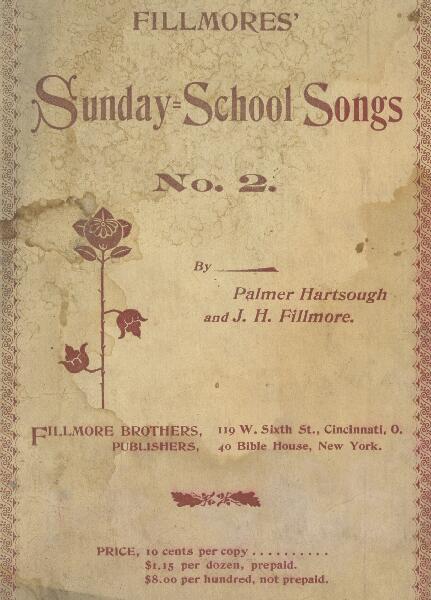 FILLMORES'
Sunday=School Songs
No. 2.
By
Palmer Hartsough
and J. H. Fillmore.
FILLMORE BROTHERS, 119 W. Sixth St., Cincinnati, O.
PUBLISHERS, 40 Bible House, New York.
PRICE, 10 cents per copy ..........
$1.15 per dozen, prepaid.
$8.00 per hundred, not prepaid.